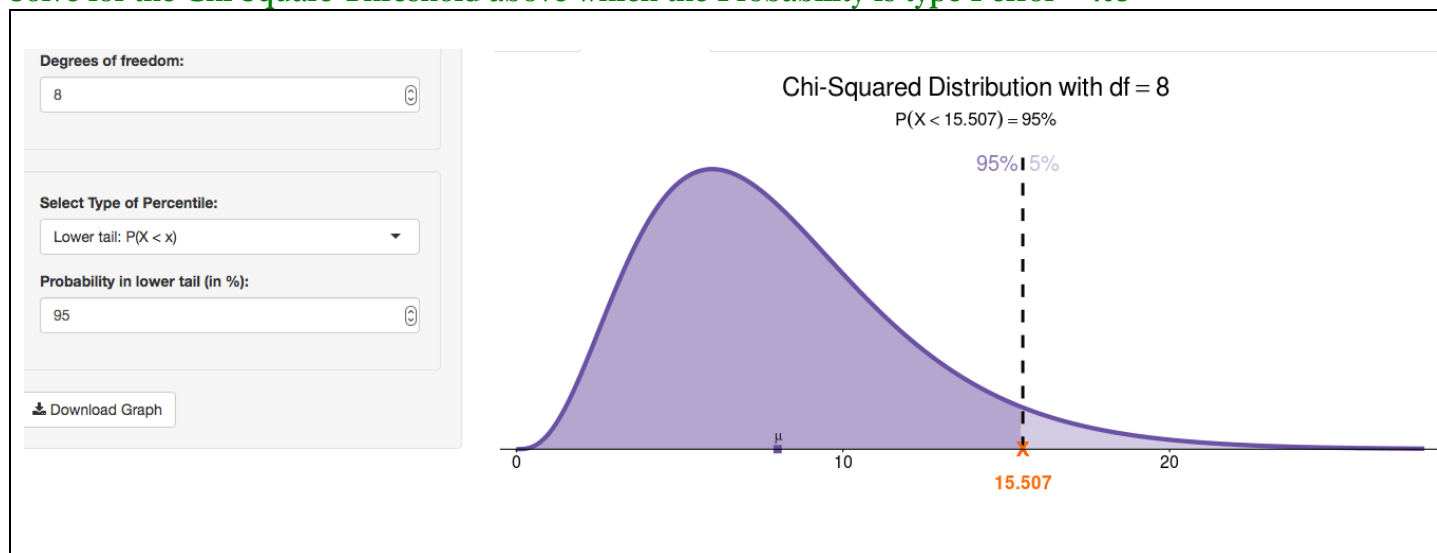 Degrees of freedom:
8
Select Type of Percentile:
Lower tail: P(X < x)
Probability in lower tail (in %):
95
Download Graph
Chi-Squared Distribution with df = 8
P(X < 15.507) = 95%
95% 5%
μ
0 10 20
15.507